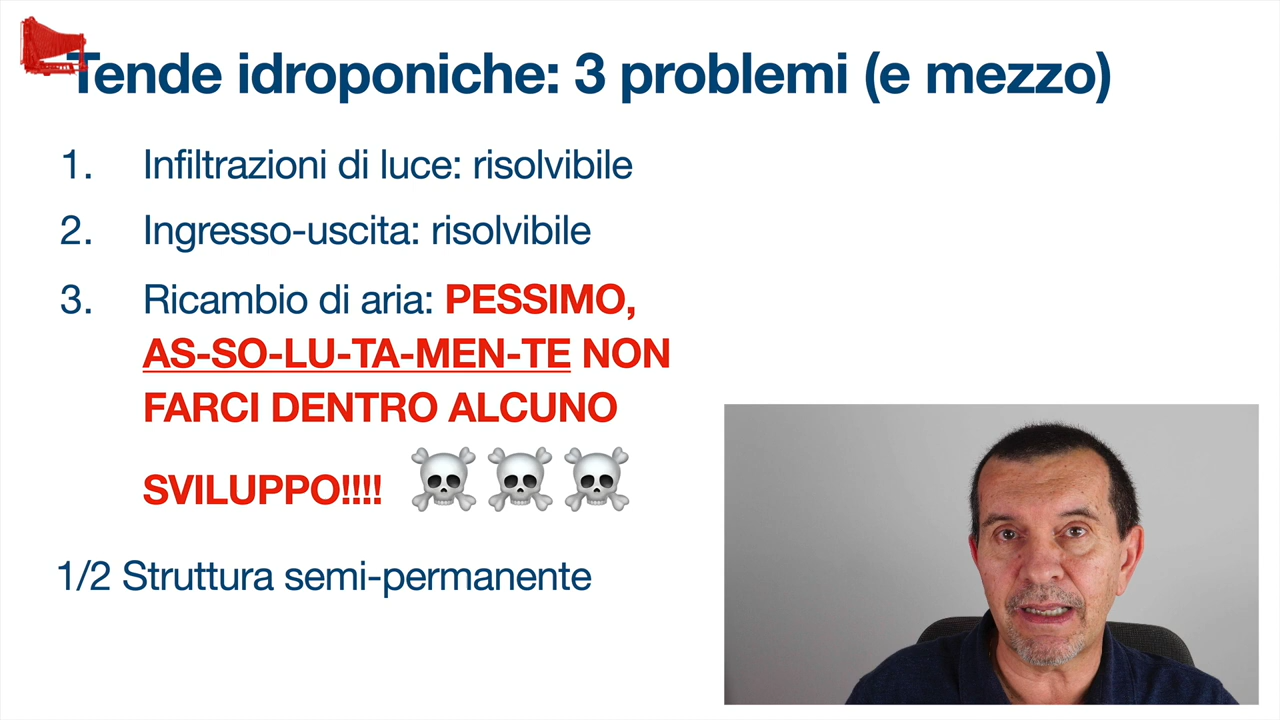 Tende idroponiche: 3 problemi (e mezzo)
1. Infiltrazioni di luce: risolvibile
2. Ingresso-uscita: risolvibile
3. Ricambio di aria: PESSIMO,
AS-SO-LU-TA-MEN-TE NON
FARCI DENTRO ALCUNO
SVILUPPO!!!! ☠️☠️☠️
1/2 Struttura semi-permanente